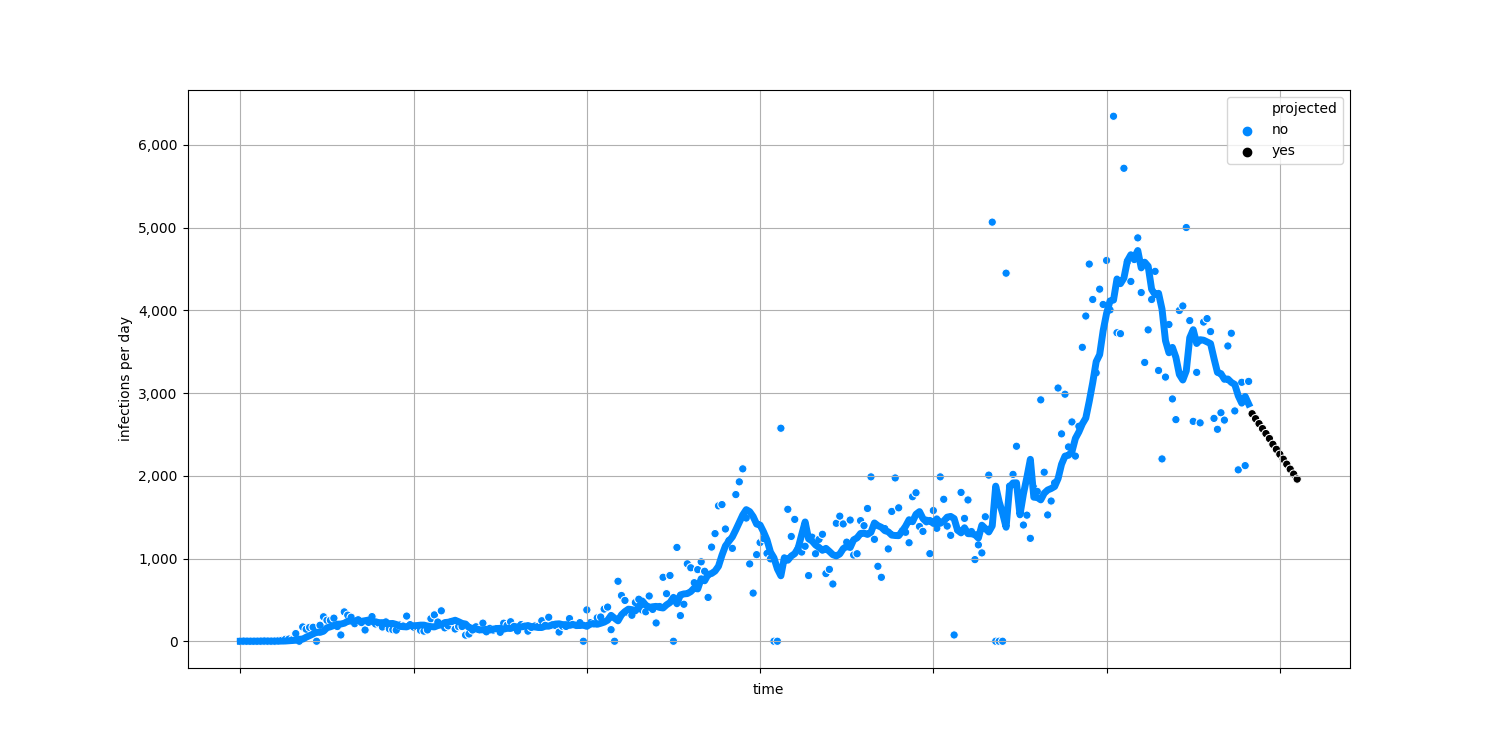 projected
no
yes
6,000
5,000
4,000
3,000
2,000
1,000
0
infections per day
time